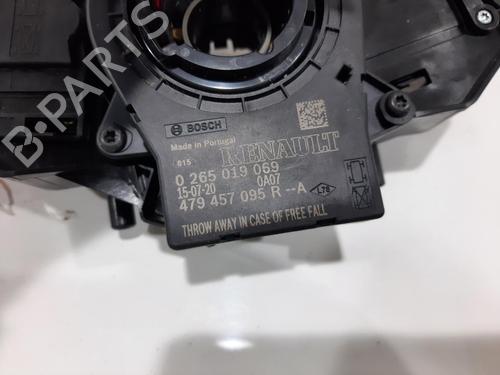 B-Parts
BOSCH
Made in Portugal
815
RENAULT
0 265 019 069
15-07-20 0A07
479 457 095 R --A
THROW AWAY IN CASE OF FREE FALL